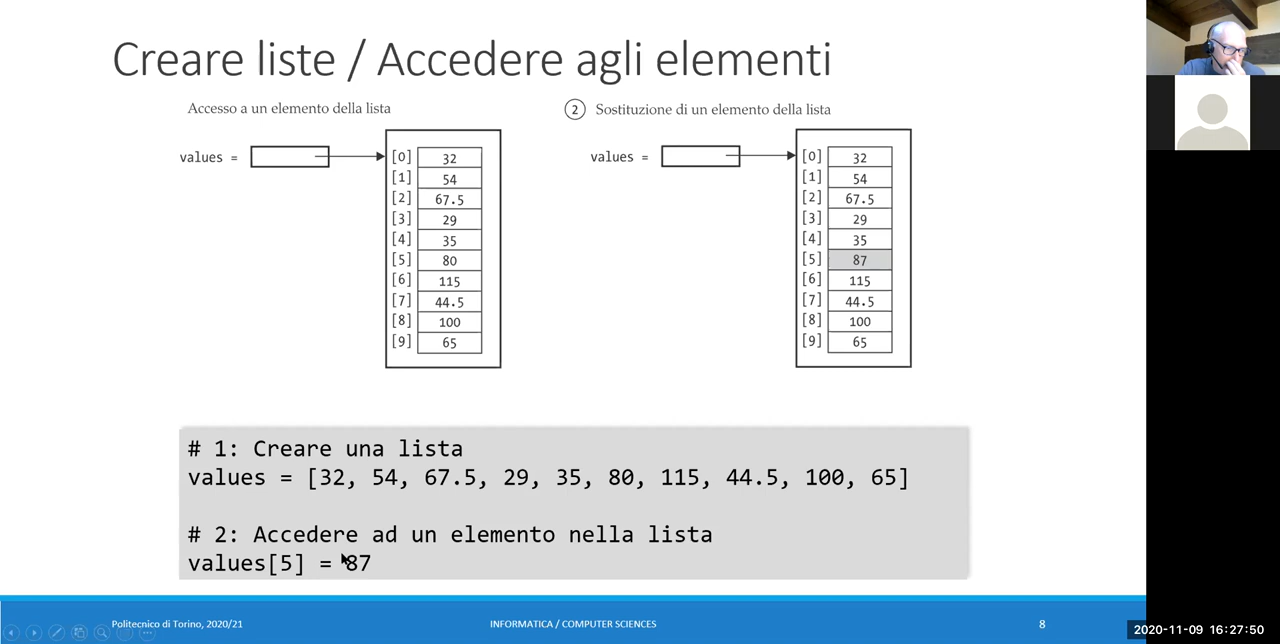 Creare liste / Accedere agli elementi
Accesso a un elemento della lista
values =
[0] 32
[1] 54
[2] 67.5
[3] 29
[4] 35
[5] 80
[6] 115
[7] 44.5
[8] 100
[9] 65
2 Sostituzione di un elemento della lista
values =
[0] 32
[1] 54
[2] 67.5
[3] 29
[4] 35
[5] 87
[6] 115
[7] 44.5
[8] 100
[9] 65
# 1: Creare una lista
values = [32, 54, 67.5, 29, 35, 80, 115, 44.5, 100, 65]
# 2: Accedere ad un elemento nella lista
values[5] = 87
Politecnico di Torino, 2020/21
INFORMATICA / COMPUTER SCIENCES
8
2020-11-09 16:27:50